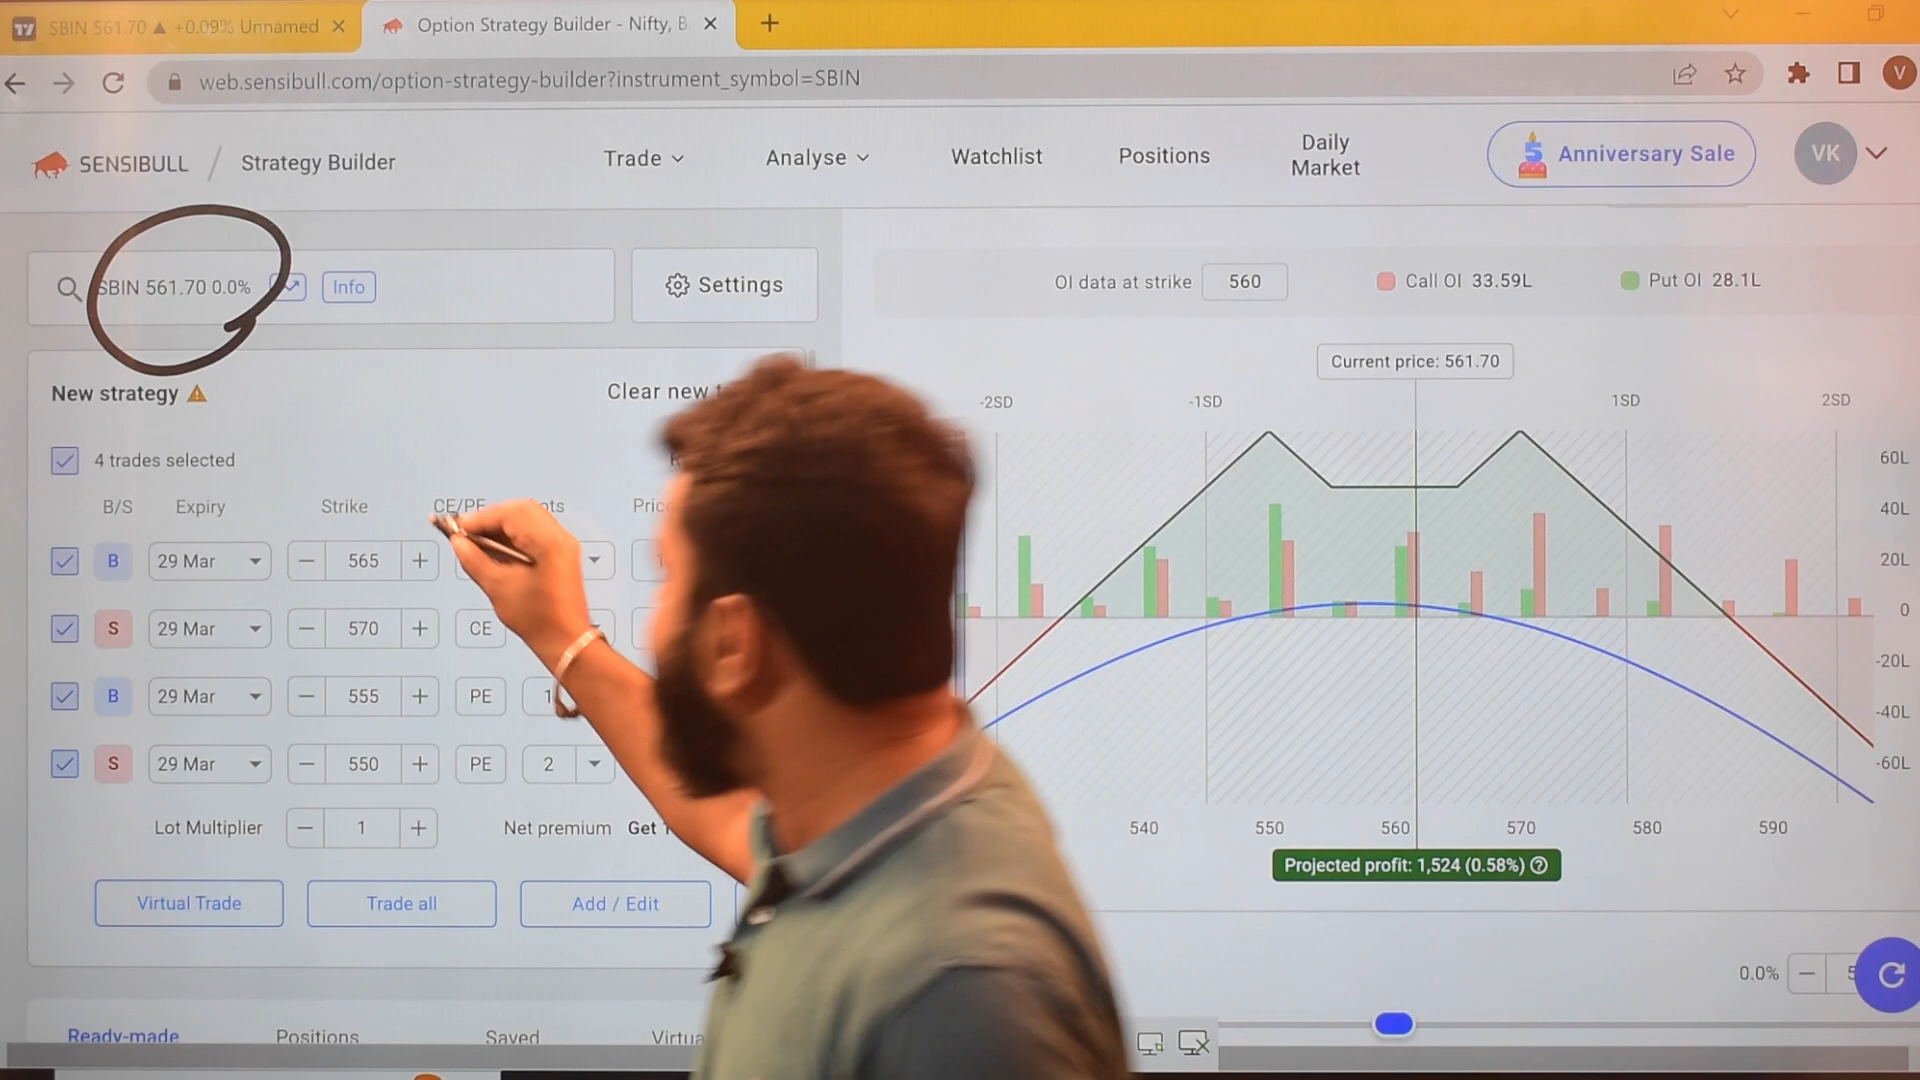 SBIN 561.70 ▲ +0.09% Unnamed
Option Strategy Builder - Nifty, B
web.sensibull.com/option-strategy-builder?instrument_symbol=SBIN
V
SENSIBULL / Strategy Builder
Trade
Analyse
Watchlist
Positions
Daily
Market
5 Anniversary Sale
VK
SBIN 561.70 0.0%
Info
Settings
OI data at strike 560
Call OI 33.59L
Put OI 28.1L
Current price: 561.70
New strategy
Clear new
4 trades selected
B/S Expiry Strike CE/PE
B 29 Mar − 565 +
S 29 Mar − 570 + CE
B 29 Mar − 555 + PE 1
S 29 Mar − 550 + PE 2
Lot Multiplier − 1 + Net premium Get
Virtual Trade
Trade all
Add / Edit
-2SD -1SD 1SD 2SD
60L
40L
20L
0
-20L
-40L
-60L
540 550 560 570 580 590
Projected profit: 1,524 (0.58%)
0.0% −
Ready-made Positions Saved